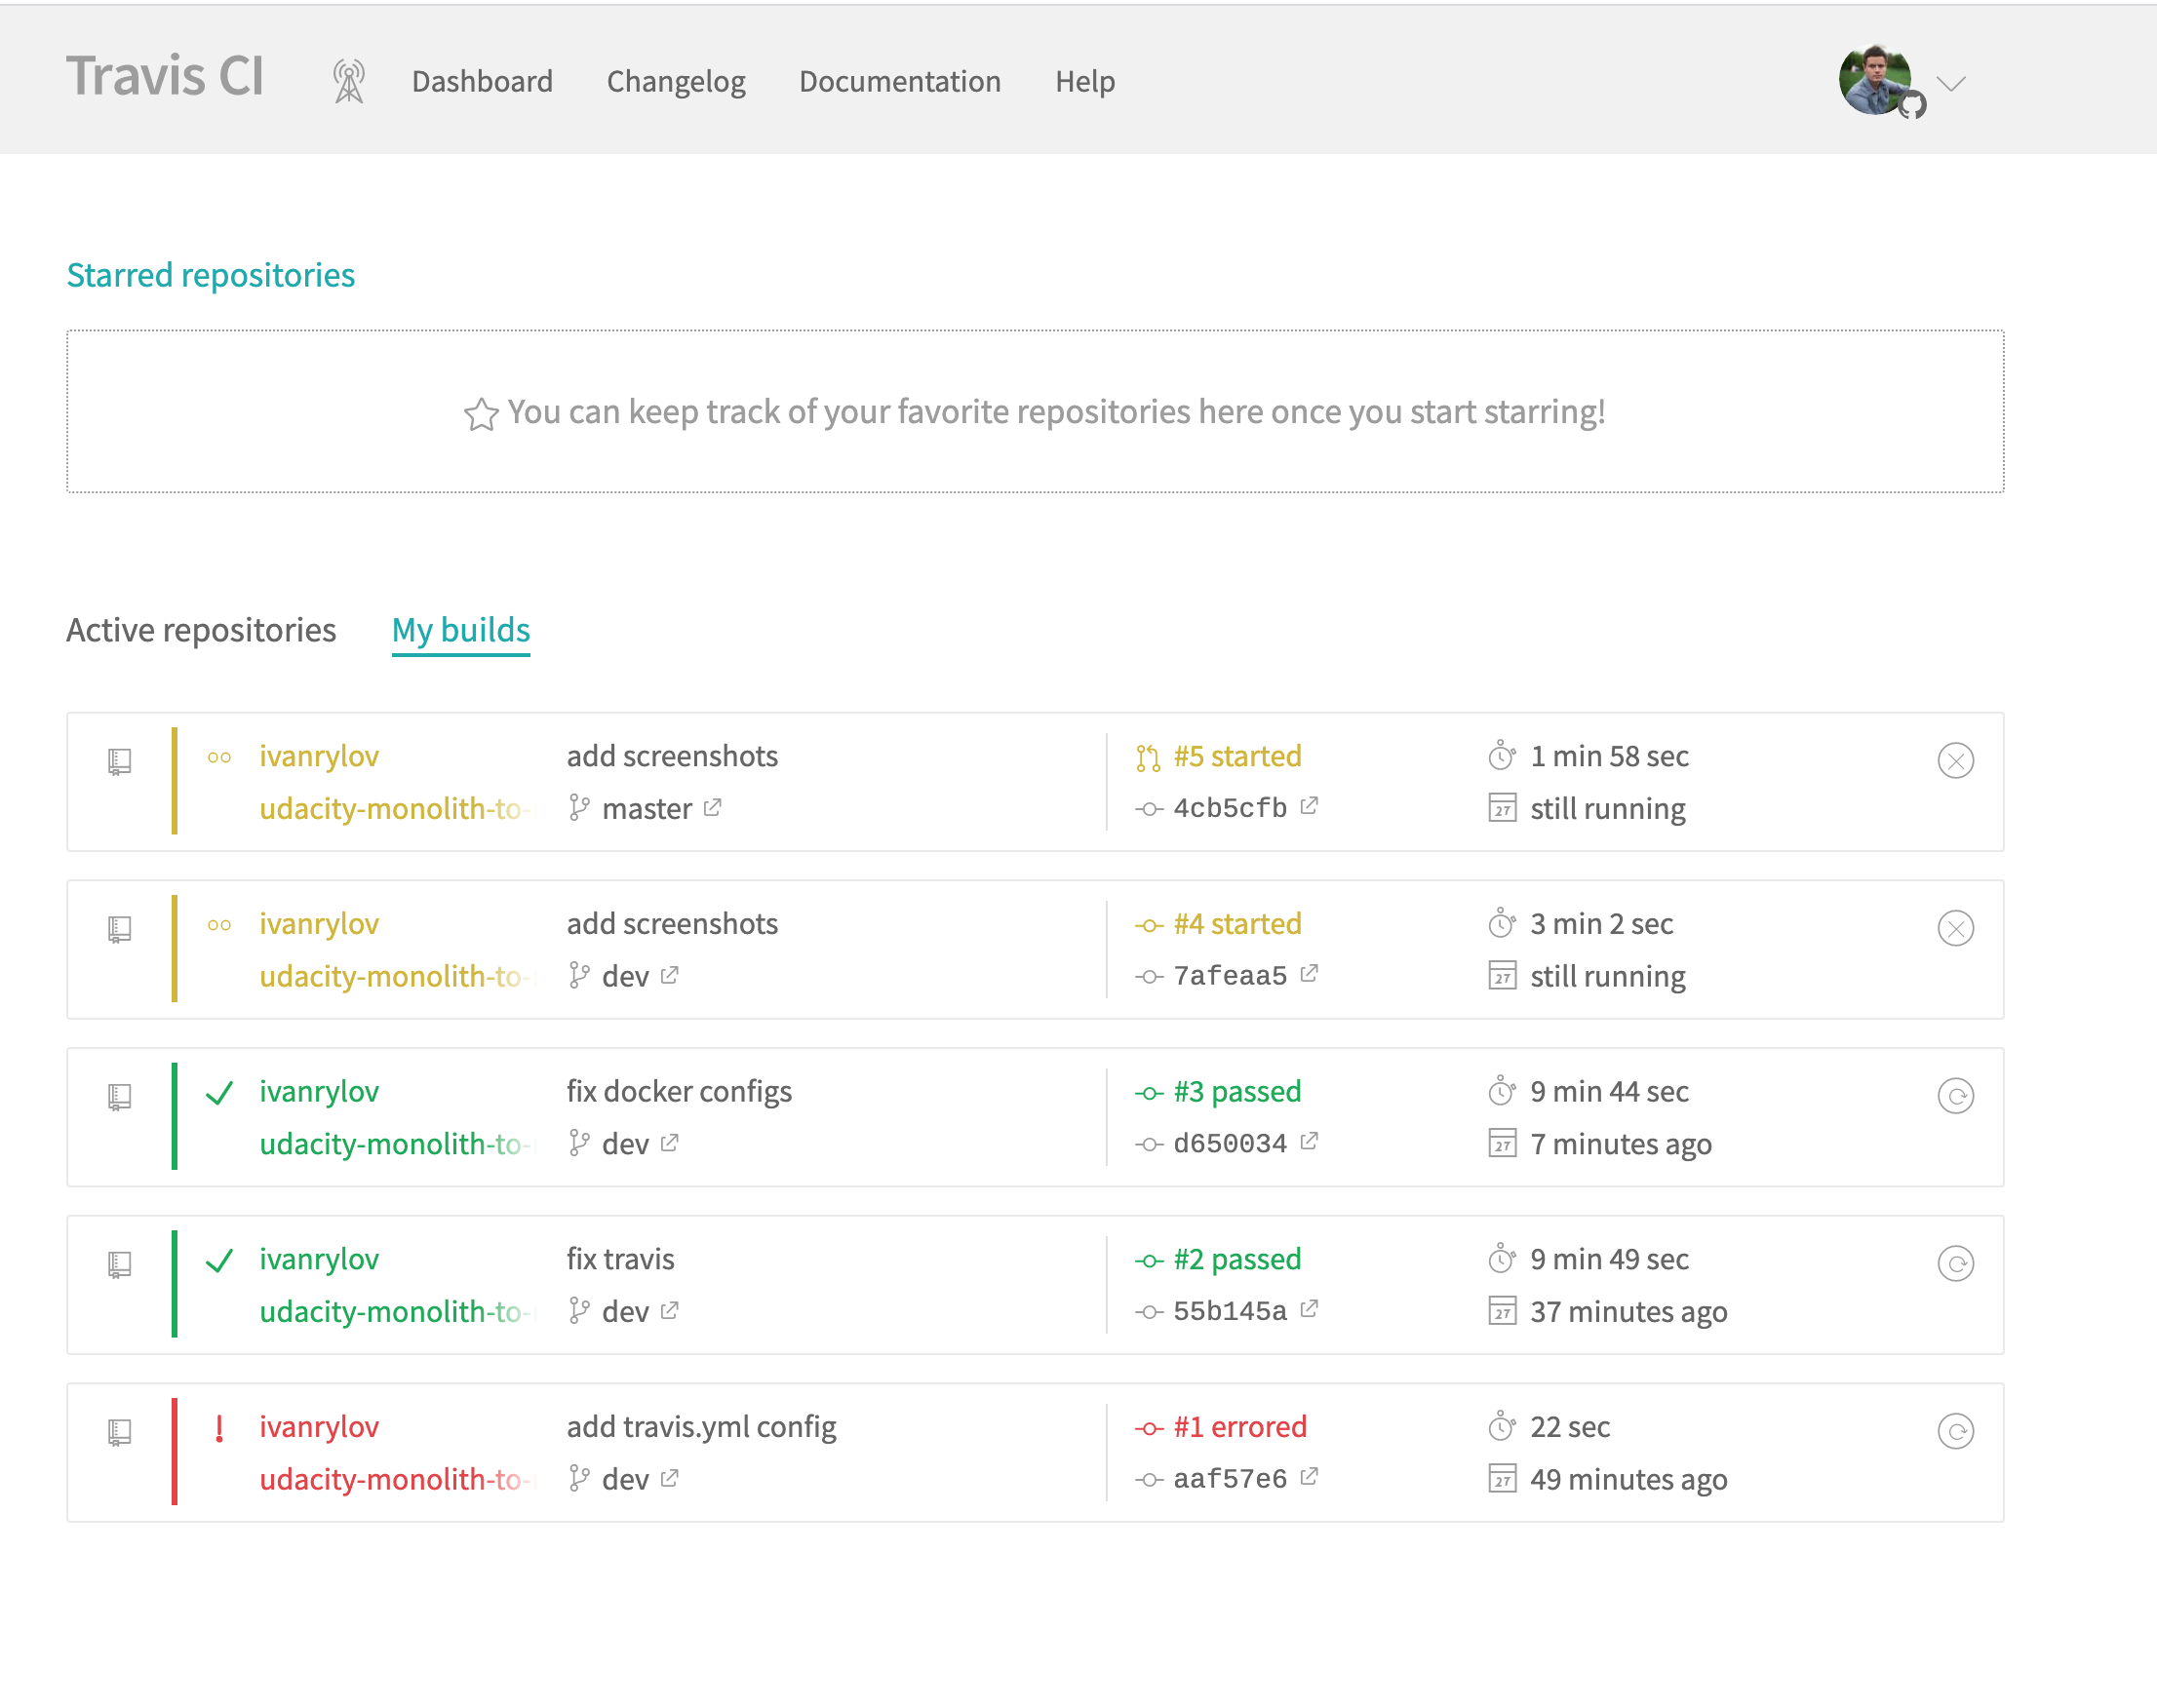 Travis CI Dashboard Changelog Documentation Help
Starred repositories
You can keep track of your favorite repositories here once you start starring!
Active repositories My builds
ivanrylov add screenshots #5 started 1 min 58 sec
udacity-monolith-to- master 4cb5cfb 27 still running
ivanrylov add screenshots #4 started 3 min 2 sec
udacity-monolith-to- dev 7afeaa5 27 still running
ivanrylov fix docker configs #3 passed 9 min 44 sec
udacity-monolith-to- dev d650034 27 7 minutes ago
ivanrylov fix travis #2 passed 9 min 49 sec
udacity-monolith-to- dev 55b145a 27 37 minutes ago
ivanrylov add travis.yml config #1 errored 22 sec
udacity-monolith-to- dev aaf57e6 27 49 minutes ago